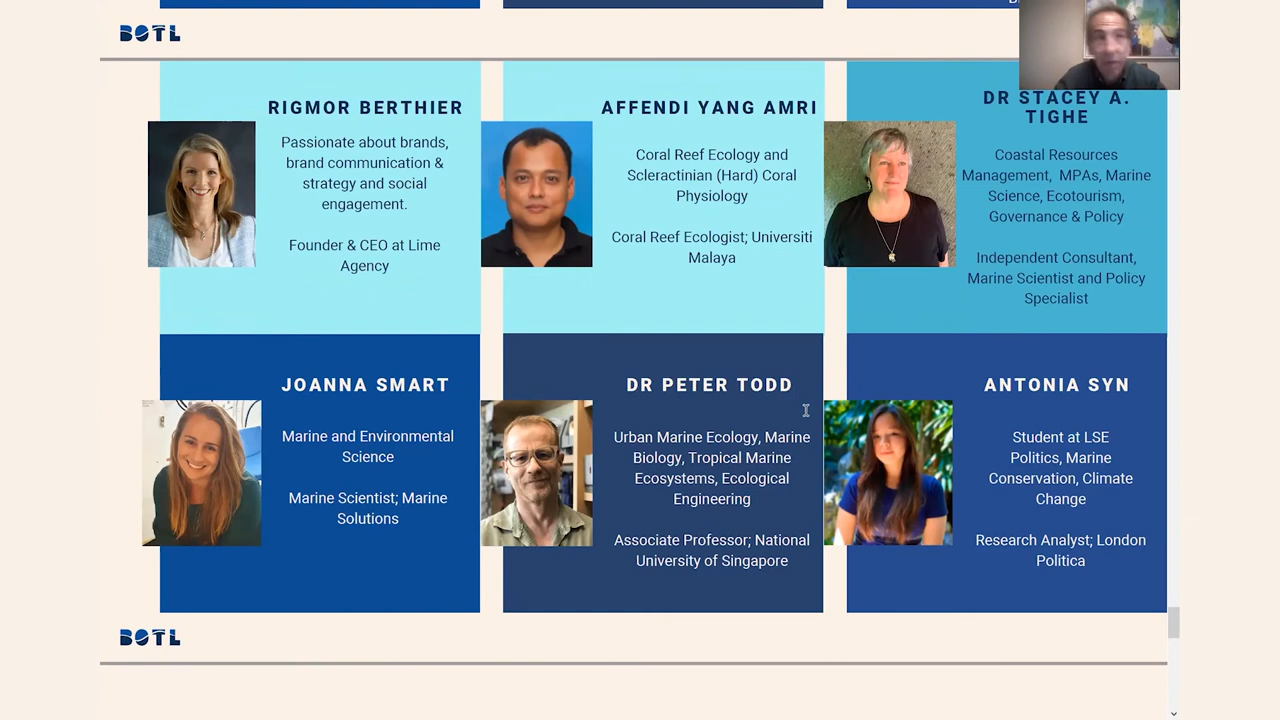 BOTL
RIGMOR BERTHIER
Passionate about brands,
brand communication &
strategy and social
engagement.
Founder & CEO at Lime
Agency
AFFENDI YANG AMRI
Coral Reef Ecology and
Scleractinian (Hard) Coral
Physiology
Coral Reef Ecologist; Universiti
Malaya
DR STACEY A.
TIGHE
Coastal Resources
Management, MPAs, Marine
Science, Ecotourism,
Governance & Policy
Independent Consultant,
Marine Scientist and Policy
Specialist
JOANNA SMART
Marine and Environmental
Science
Marine Scientist; Marine
Solutions
DR PETER TODD
Urban Marine Ecology, Marine
Biology, Tropical Marine
Ecosystems, Ecological
Engineering
Associate Professor; National
University of Singapore
ANTONIA SYN
Student at LSE
Politics, Marine
Conservation, Climate
Change
Research Analyst; London
Politica
BOTL